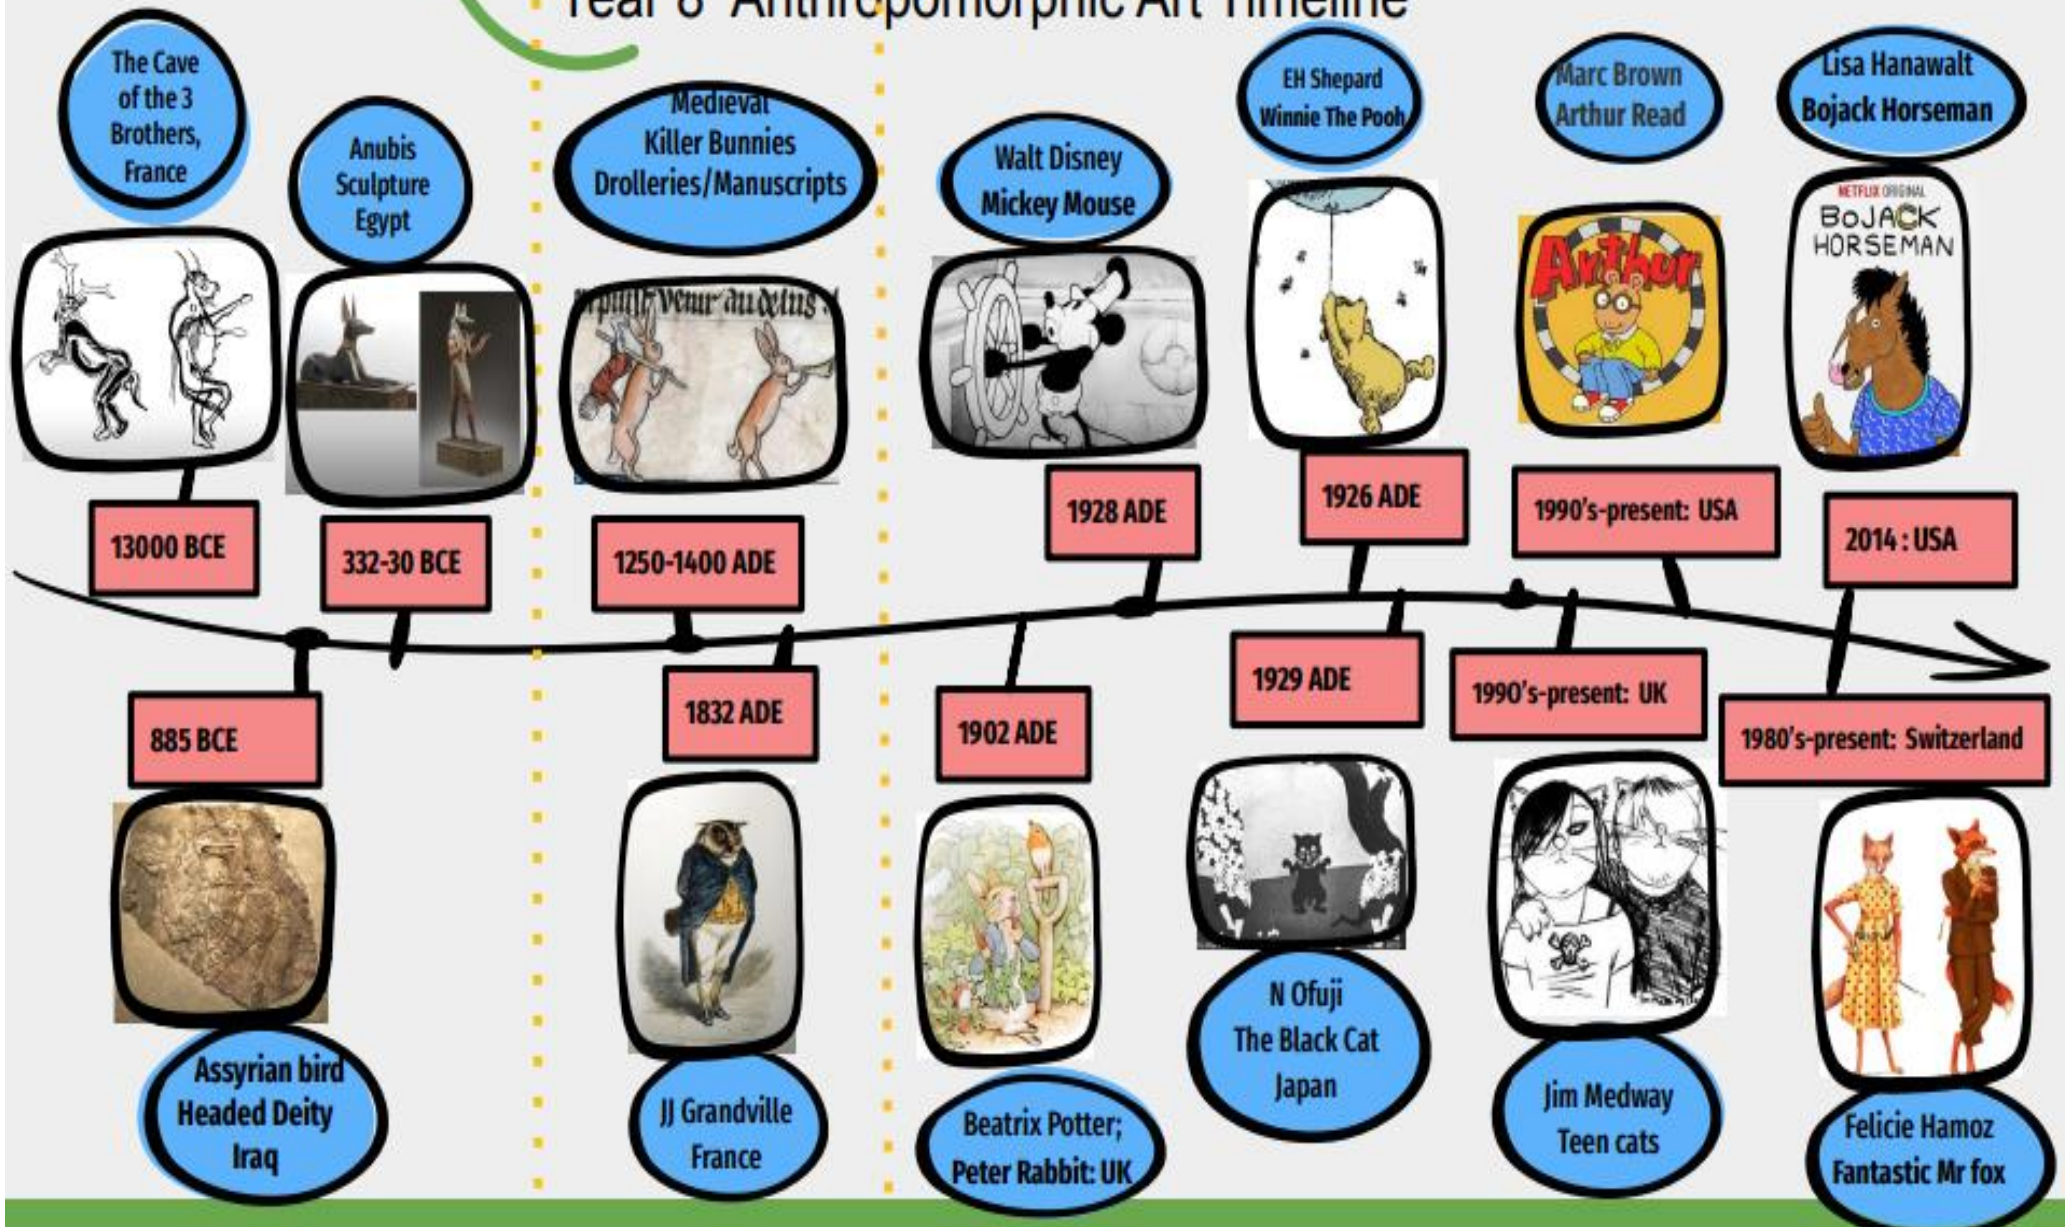 Year 8 Anthropomorphic Art Timeline
The Cave
of the 3
Brothers,
France
13000 BCE
Anubis
Sculpture
Egypt
332-30 BCE
Medieval
Killer Bunnies
Drolleries/Manuscripts
1250-1400 ADE
Walt Disney
Mickey Mouse
1928 ADE
EH Shepard
Winnie The Pooh
1926 ADE
Marc Brown
Arthur Read
Arthur
1990's-present: USA
Lisa Hanawalt
Bojack Horseman
NETFLIX ORIGINAL
BOJACK
HORSEMAN
2014 : USA
885 BCE
Assyrian bird
Headed Deity
Iraq
1832 ADE
JJ Grandville
France
1902 ADE
Beatrix Potter;
Peter Rabbit: UK
1929 ADE
N Ofuji
The Black Cat
Japan
1990's-present: UK
Jim Medway
Teen cats
1980's-present: Switzerland
Felicie Hamoz
Fantastic Mr fox